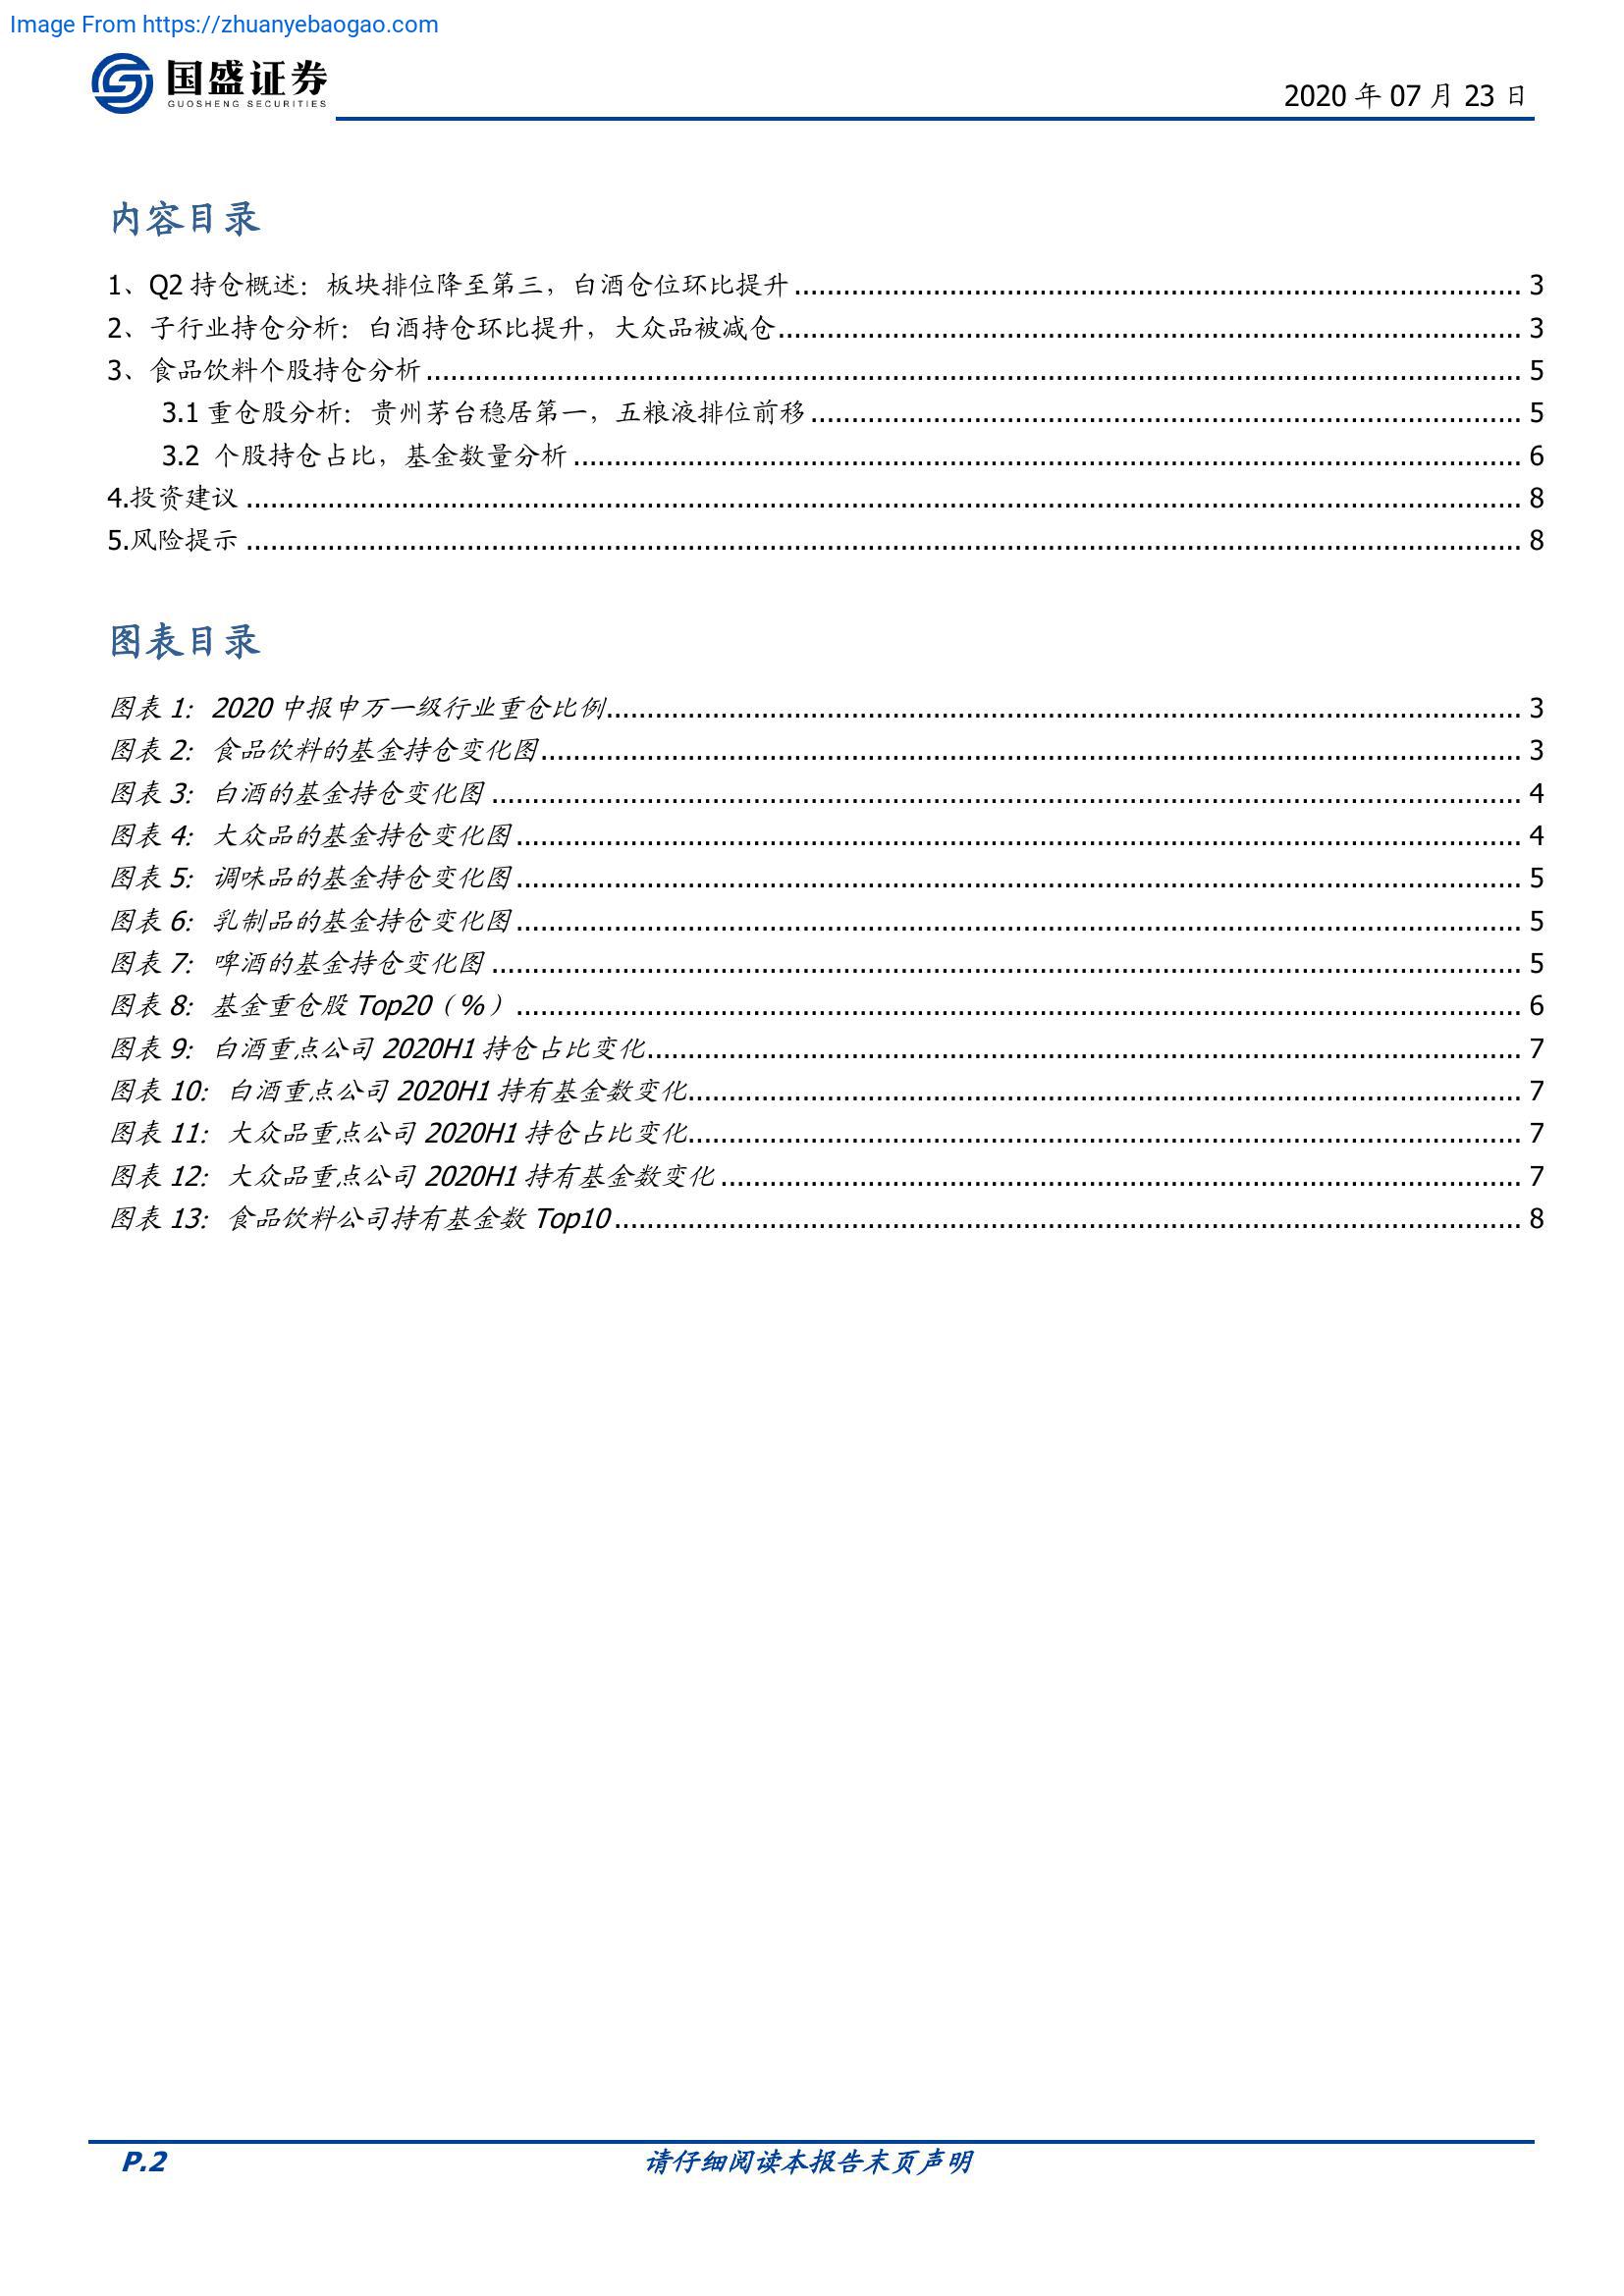 Image From https://zhuanyebaogao.com
国盛证券
GUOSHENG SECURITIES
2020 年 07 月 23 日
内容目录
1、Q2 持仓概述：板块排位降至第三，白酒仓位环比提升 3
2、子行业持仓分析：白酒持仓环比提升，大众品被减仓 3
3、食品饮料个股持仓分析 5
3.1 重仓股分析：贵州茅台稳居第一，五粮液排位前移 5
3.2 个股持仓占比，基金数量分析 6
4.投资建议 8
5.风险提示 8
图表目录
图表 1：2020 中报申万一级行业重仓比例 3
图表 2：食品饮料的基金持仓变化图 3
图表 3：白酒的基金持仓变化图 4
图表 4：大众品的基金持仓变化图 4
图表 5：调味品的基金持仓变化图 5
图表 6：乳制品的基金持仓变化图 5
图表 7：啤酒的基金持仓变化图 5
图表 8：基金重仓股 Top20（%） 6
图表 9：白酒重点公司 2020H1 持仓占比变化 7
图表 10：白酒重点公司 2020H1 持有基金数变化 7
图表 11：大众品重点公司 2020H1 持仓占比变化 7
图表 12：大众品重点公司 2020H1 持有基金数变化 7
图表 13：食品饮料公司持有基金数 Top10 8
P.2
请仔细阅读本报告末页声明